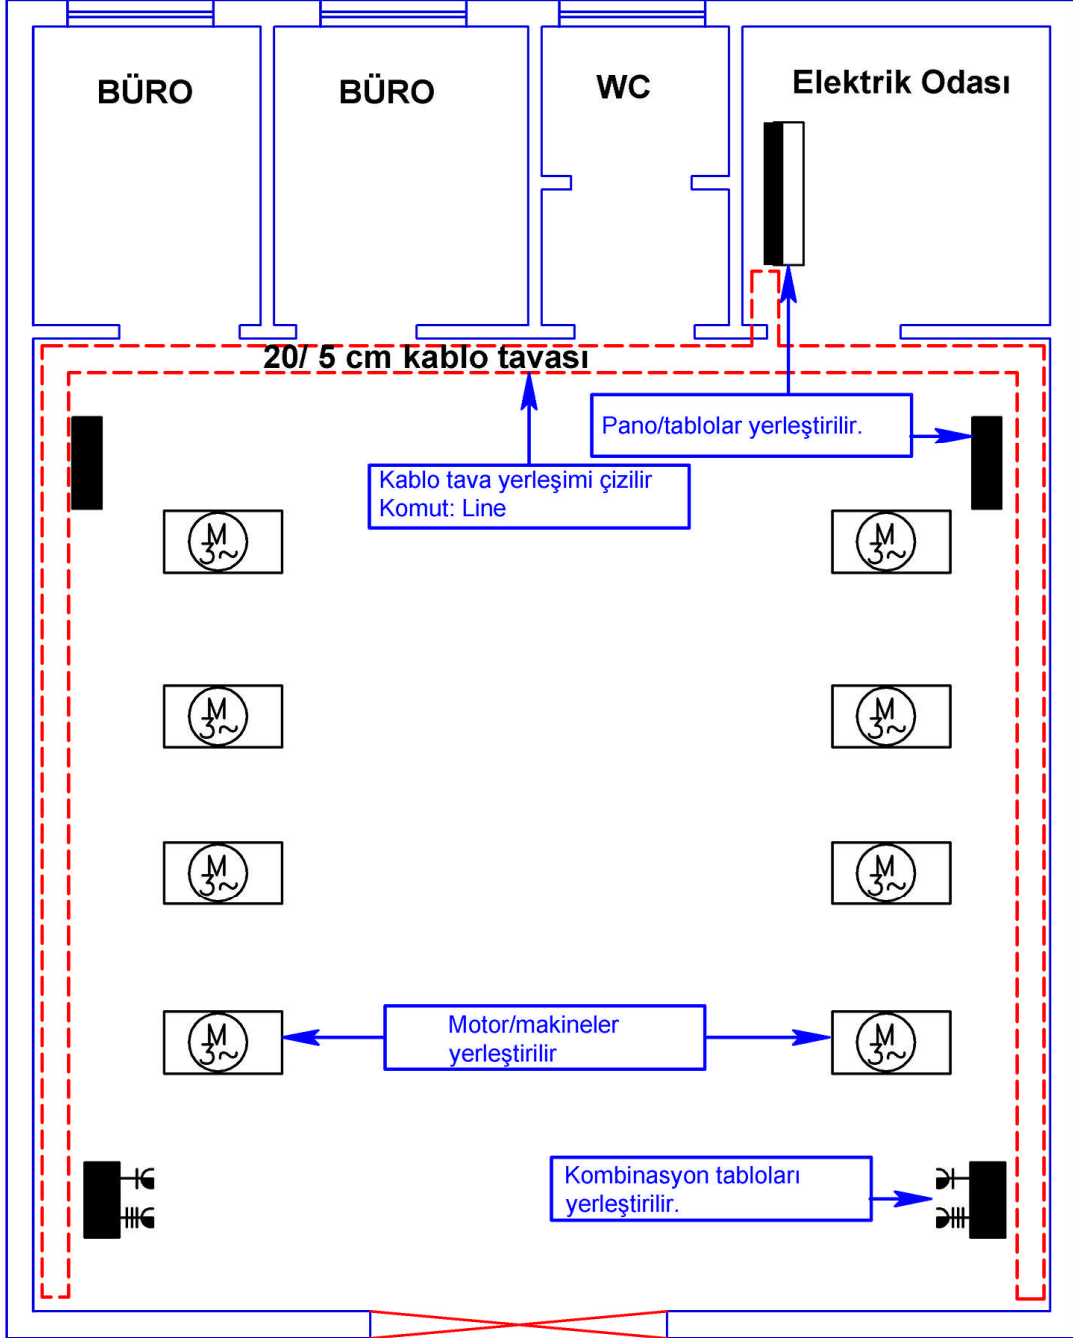 BÜRO
BÜRO
WC
Elektrik Odası
20/ 5 cm kablo tavası
Pano/tablolar yerleştirilir.
Kablo tava yerleşimi çizilir
Komut: Line
M
3~
M
3~
M
3~
M
3~
M
3~
M
3~
M
3~
M
3~
Motor/makineler
yerleştirilir
Kombinasyon tabloları
yerleştirilir.